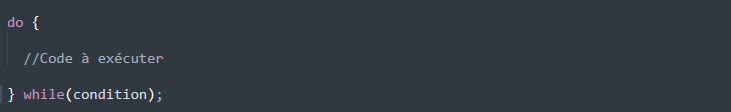 do {
//Code à exécuter
} while(condition);